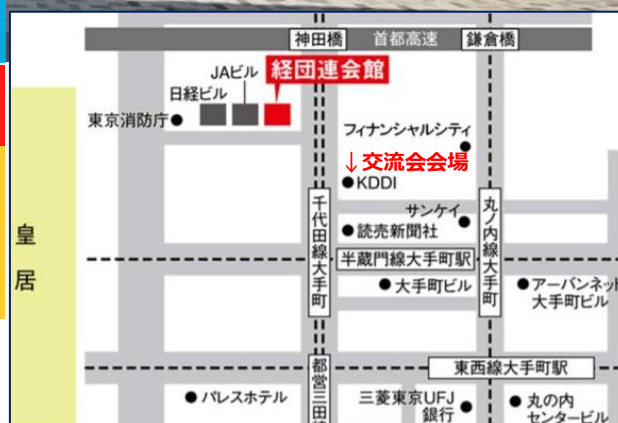 神田橋
首都高速
鎌倉橋
JAビル
経団連会館
日経ビル
東京消防庁
フィナンシャルシティ
↓交流会会場
KDDI
サンケイ
読売新聞社
皇居
千代田線大手町
丸ノ内線大手町
半蔵門線大手町駅
大手町ビル
アーバンネット
大手町ビル
都営三田線
東西線大手町駅
パレスホテル
三菱東京UFJ
銀行
丸の内
センタービル